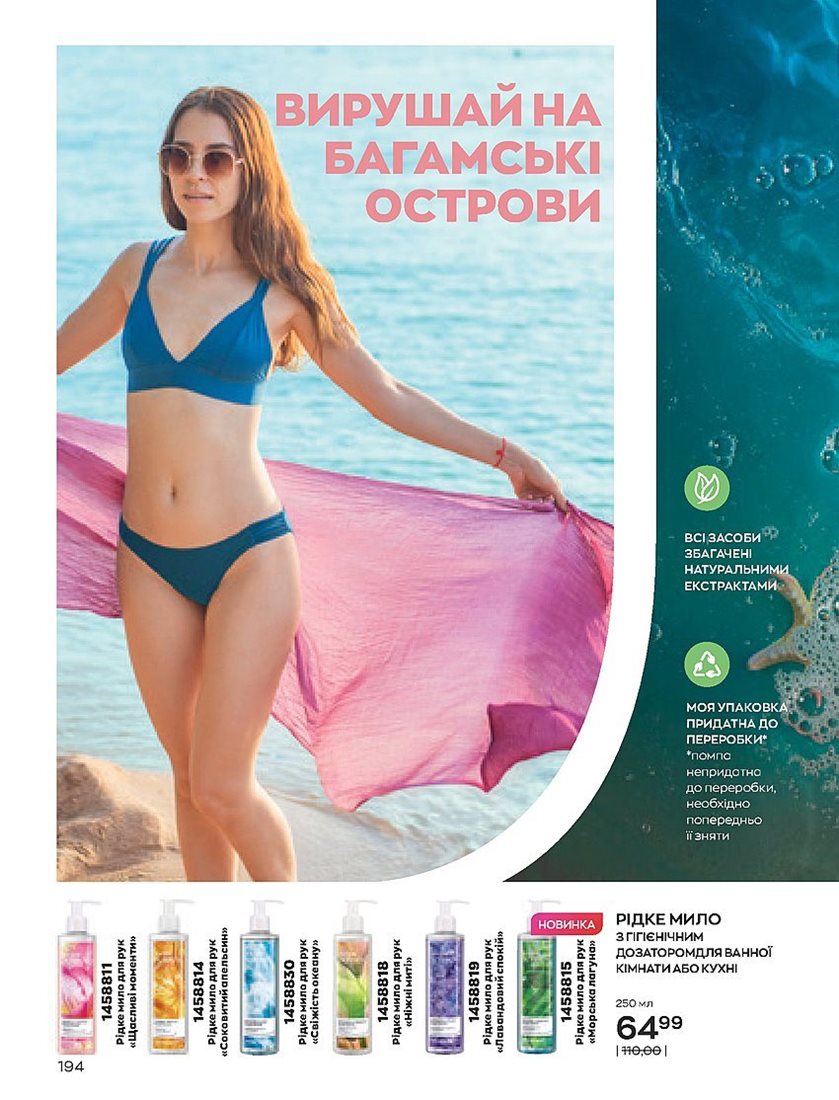 ВИРУШАЙ НА
БАГАМСЬКІ
ОСТРОВИ
ВСІ ЗАСОБИ
ЗБАГАЧЕНІ
НАТУРАЛЬНИМИ
ЕКСТРАКТАМИ
МОЯ УПАКОВКА
ПРИДАТНА ДО
ПЕРЕРОБКИ*
*помпа
непридатна
до переробки,
необхідно
попередньо
її зняти
1458811
Рідке мило для рук
«Щасливі моменти»
1458814
Рідке мило для рук
«Соковитий апельсин»
1458830
Рідке мило для рук
«Свіжість океану»
1458818
Рідке мило для рук
«Ніжні миті»
1458819
Рідке мило для рук
«Лавандовий спокій»
НОВИНКА
1458815
Рідке мило для рук
«Морська лагуна»
РІДКЕ МИЛО
З ГІГІЄНІЧНИМ
ДОЗАТОРОМДЛЯ ВАННОЇ
КІМНАТИ АБО КУХНІ
250 мл
64⁹⁹
| 110,00 |
194